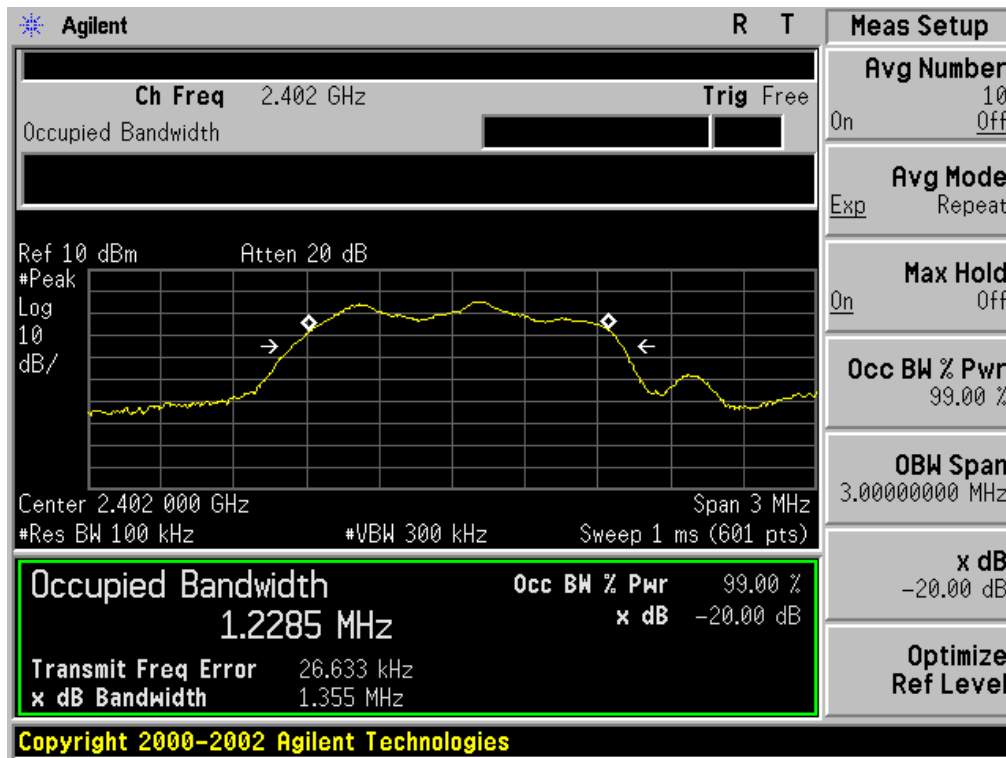 Agilent R T Meas Setup
Ch Freq 2.402 GHz Trig Free
Occupied Bandwidth
Avg Number
10
On Off
Avg Mode
Exp Repeat
Max Hold
On Off
Occ BW % Pwr
99.00 %
OBW Span
3.00000000 MHz
x dB
-20.00 dB
Optimize
Ref Level
Ref 10 dBm Atten 20 dB
#Peak
Log
10
dB/
Center 2.402 000 GHz Span 3 MHz
#Res BW 100 kHz #VBW 300 kHz Sweep 1 ms (601 pts)
Occupied Bandwidth Occ BW % Pwr 99.00 %
1.2285 MHz x dB -20.00 dB
Transmit Freq Error 26.633 kHz
x dB Bandwidth 1.355 MHz
Copyright 2000-2002 Agilent Technologies